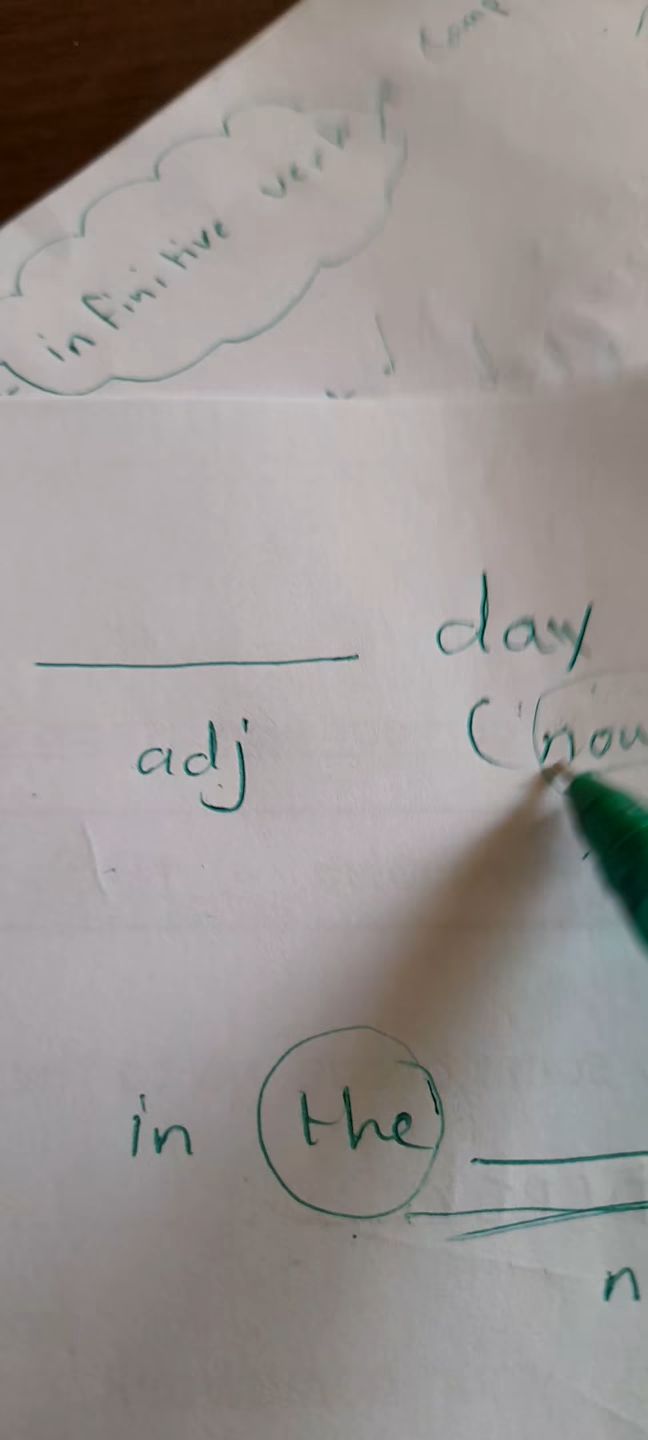 infinitive verb
day
adj
in the
n